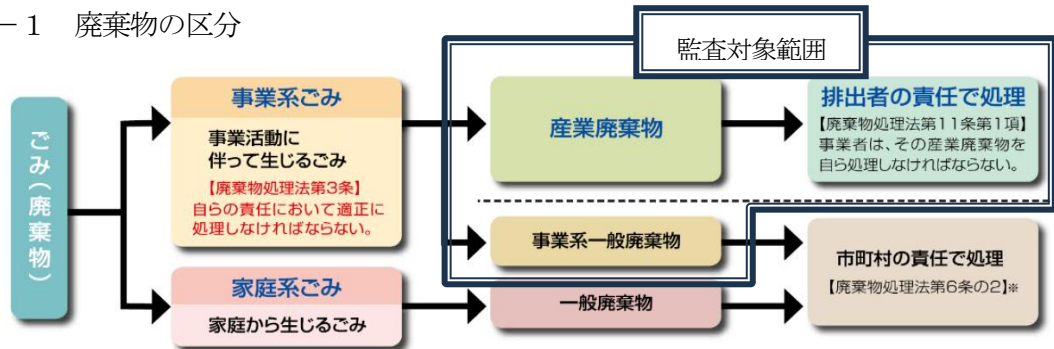 －1　廃棄物の区分
監査対象範囲
ごみ（廃棄物）
事業系ごみ
事業活動に
伴って生じるごみ
【廃棄物処理法第3条】
自らの責任において適正に
処理しなければならない。
産業廃棄物
排出者の責任で処理
【廃棄物処理法第11条第1項】
事業者は、その産業廃棄物を
自ら処理しなければならない。
事業系一般廃棄物
市町村の責任で処理
【廃棄物処理法第6条の2】※
家庭系ごみ
家庭から生じるごみ
一般廃棄物